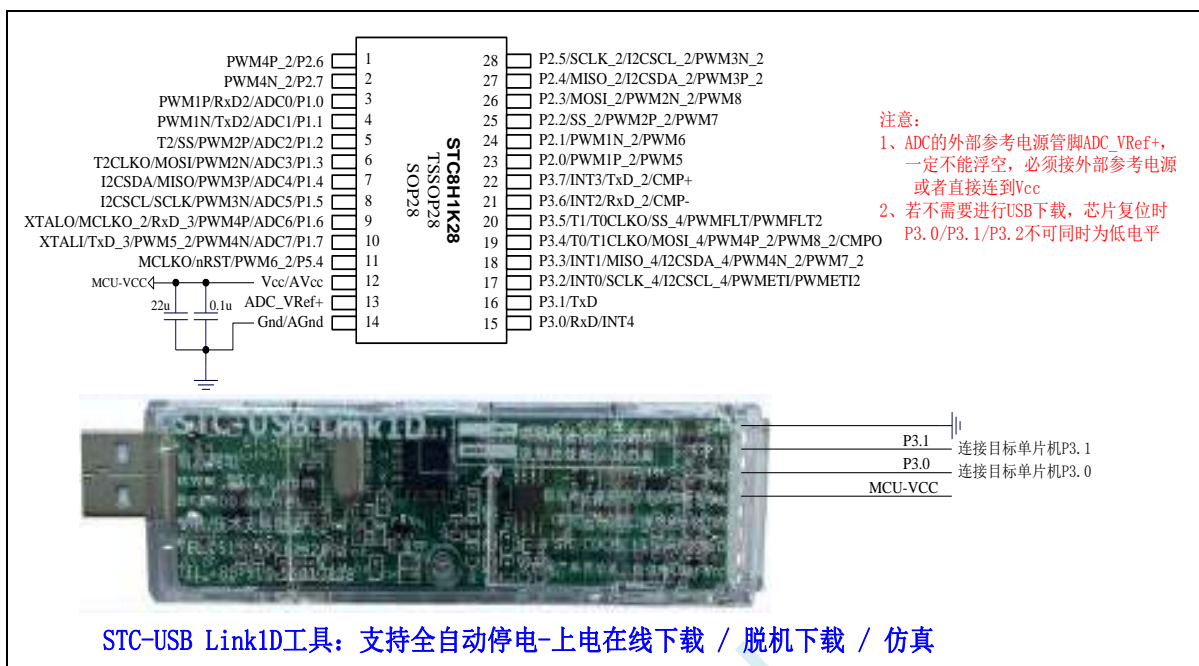 PWM4P_2/P2.6
1
28
P2.5/SCLK_2/I2CSCL_2/PWM3N_2
PWM4N_2/P2.7
2
27
P2.4/MISO_2/I2CSDA_2/PWM3P_2
PWM1P/RxD2/ADC0/P1.0
3
26
P2.3/MOSI_2/PWM2N_2/PWM8
PWM1N/TxD2/ADC1/P1.1
4
25
P2.2/SS_2/PWM2P_2/PWM7
T2/SS/PWM2P/ADC2/P1.2
5
24
P2.1/PWM1N_2/PWM6
T2CLKO/MOSI/PWM2N/ADC3/P1.3
6
23
P2.0/PWM1P_2/PWM5
I2CSDA/MISO/PWM3P/ADC4/P1.4
7
22
P3.7/INT3/TxD_2/CMP+
I2CSCL/SCLK/PWM3N/ADC5/P1.5
8
21
P3.6/INT2/RxD_2/CMP-
XTALO/MCLKO_2/RxD_3/PWM4P/ADC6/P1.6
9
20
P3.5/T1/T0CLKO/SS_4/PWMFLT/PWMFLT2
XTALI/TxD_3/PWM5_2/PWM4N/ADC7/P1.7
10
19
P3.4/T0/T1CLKO/MOSI_4/PWM4P_2/PWM8_2/CMPO
MCLKO/nRST/PWM6_2/P5.4
11
18
P3.3/INT1/MISO_4/I2CSDA_4/PWM4N_2/PWM7_2
MCU-VCC
Vcc/AVcc
12
17
P3.2/INT0/SCLK_4/I2CSCL_4/PWMETI/PWMETI2
22u
0.1u
ADC_VRef+
13
16
P3.1/TxD
Gnd/AGnd
14
15
P3.0/RxD/INT4
STC8H1K28
TSSOP28
SOP28
注意:
1、ADC的外部参考电源管脚ADC_VRef+,
一定不能浮空,必须接外部参考电源
或者直接连到Vcc
2、若不需要进行USB下载,芯片复位时
P3.0/P3.1/P3.2不可同时为低电平
STC-USB Link1D
P3.1
连接目标单片机P3.1
P3.0
连接目标单片机P3.0
MCU-VCC
STC-USB Link1D工具: 支持全自动停电-上电在线下载 / 脱机下载 / 仿真